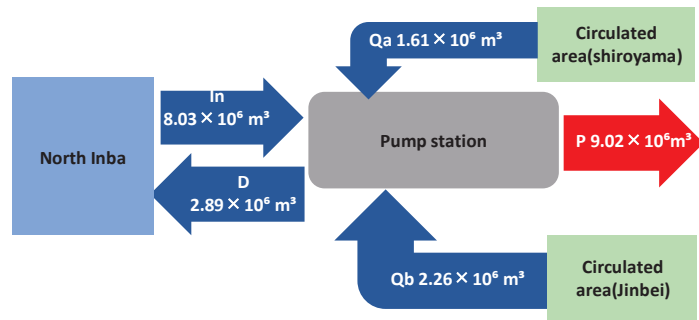 Qa 1.61×10⁶ m³
Circulated
area(shiroyama)
In
8.03×10⁶ m³
North Inba
Pump station
P 9.02×10⁶m³
D
2.89×10⁶ m³
Qb 2.26×10⁶ m³
Circulated
area(Jinbei)